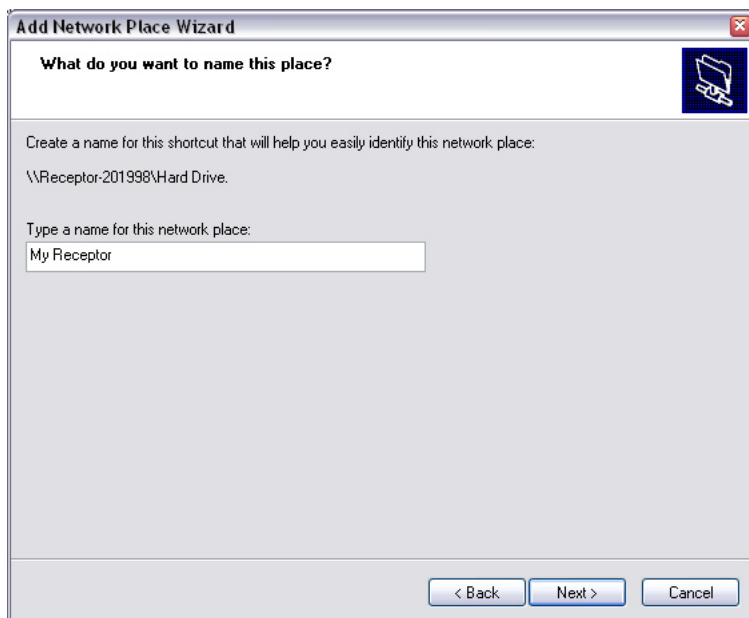 Add Network Place Wizard
What do you want to name this place?
Create a name for this shortcut that will help you easily identify this network place:
\\Receptor-201998\Hard Drive.
Type a name for this network place:
My Receptor
< Back
Next >
Cancel